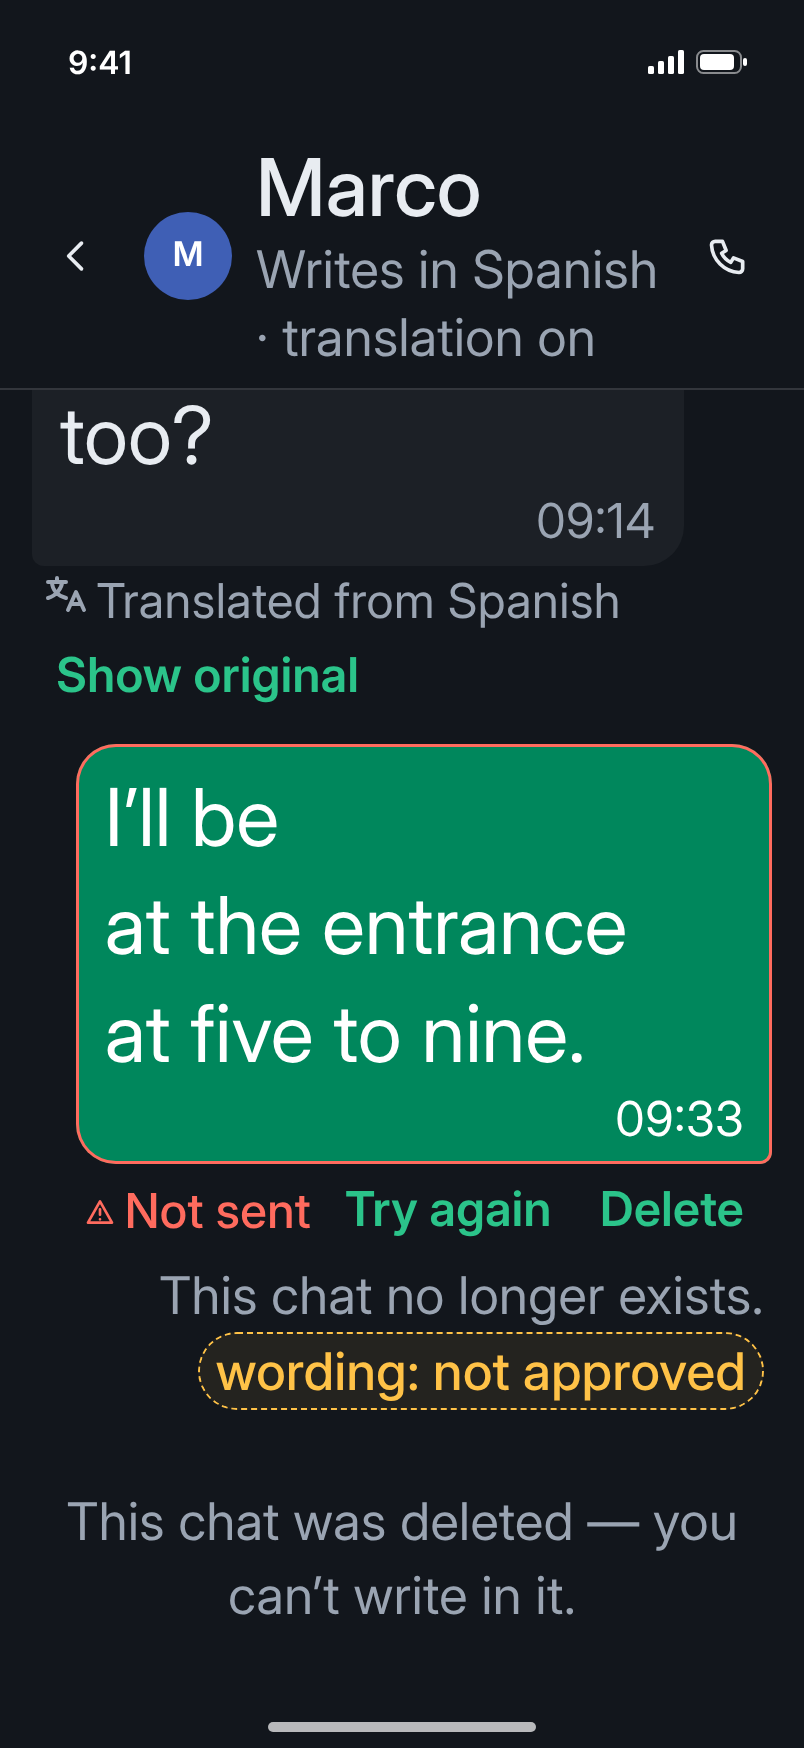 9:41
Marco
M
Writes in Spanish
· translation on
too?
09:14
Translated from Spanish
Show original
I’ll be
at the entrance
at five to nine.
09:33
Not sent Try again Delete
This chat no longer exists.
wording: not approved
This chat was deleted — you
can’t write in it.